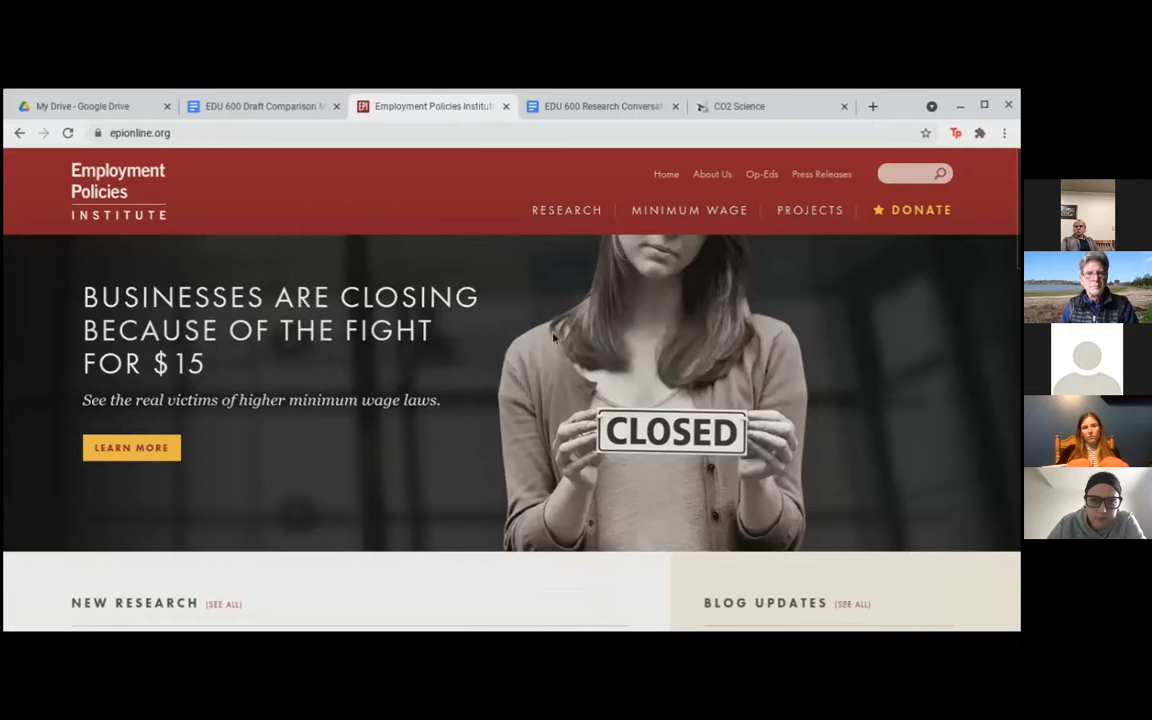 My Drive - Google Drive
EDU 600 Draft Comparison M
Employment Policies Institut
EDU 600 Research Conversat
CO2 Science
epionline.org
Tp
EPI
Employment
Policies
INSTITUTE
Home
About Us
Op-Eds
Press Releases
RESEARCH
MINIMUM WAGE
PROJECTS
DONATE
BUSINESSES ARE CLOSING
BECAUSE OF THE FIGHT
FOR $15
See the real victims of higher minimum wage laws.
LEARN MORE
CLOSED
NEW RESEARCH (SEE ALL)
BLOG UPDATES (SEE ALL)